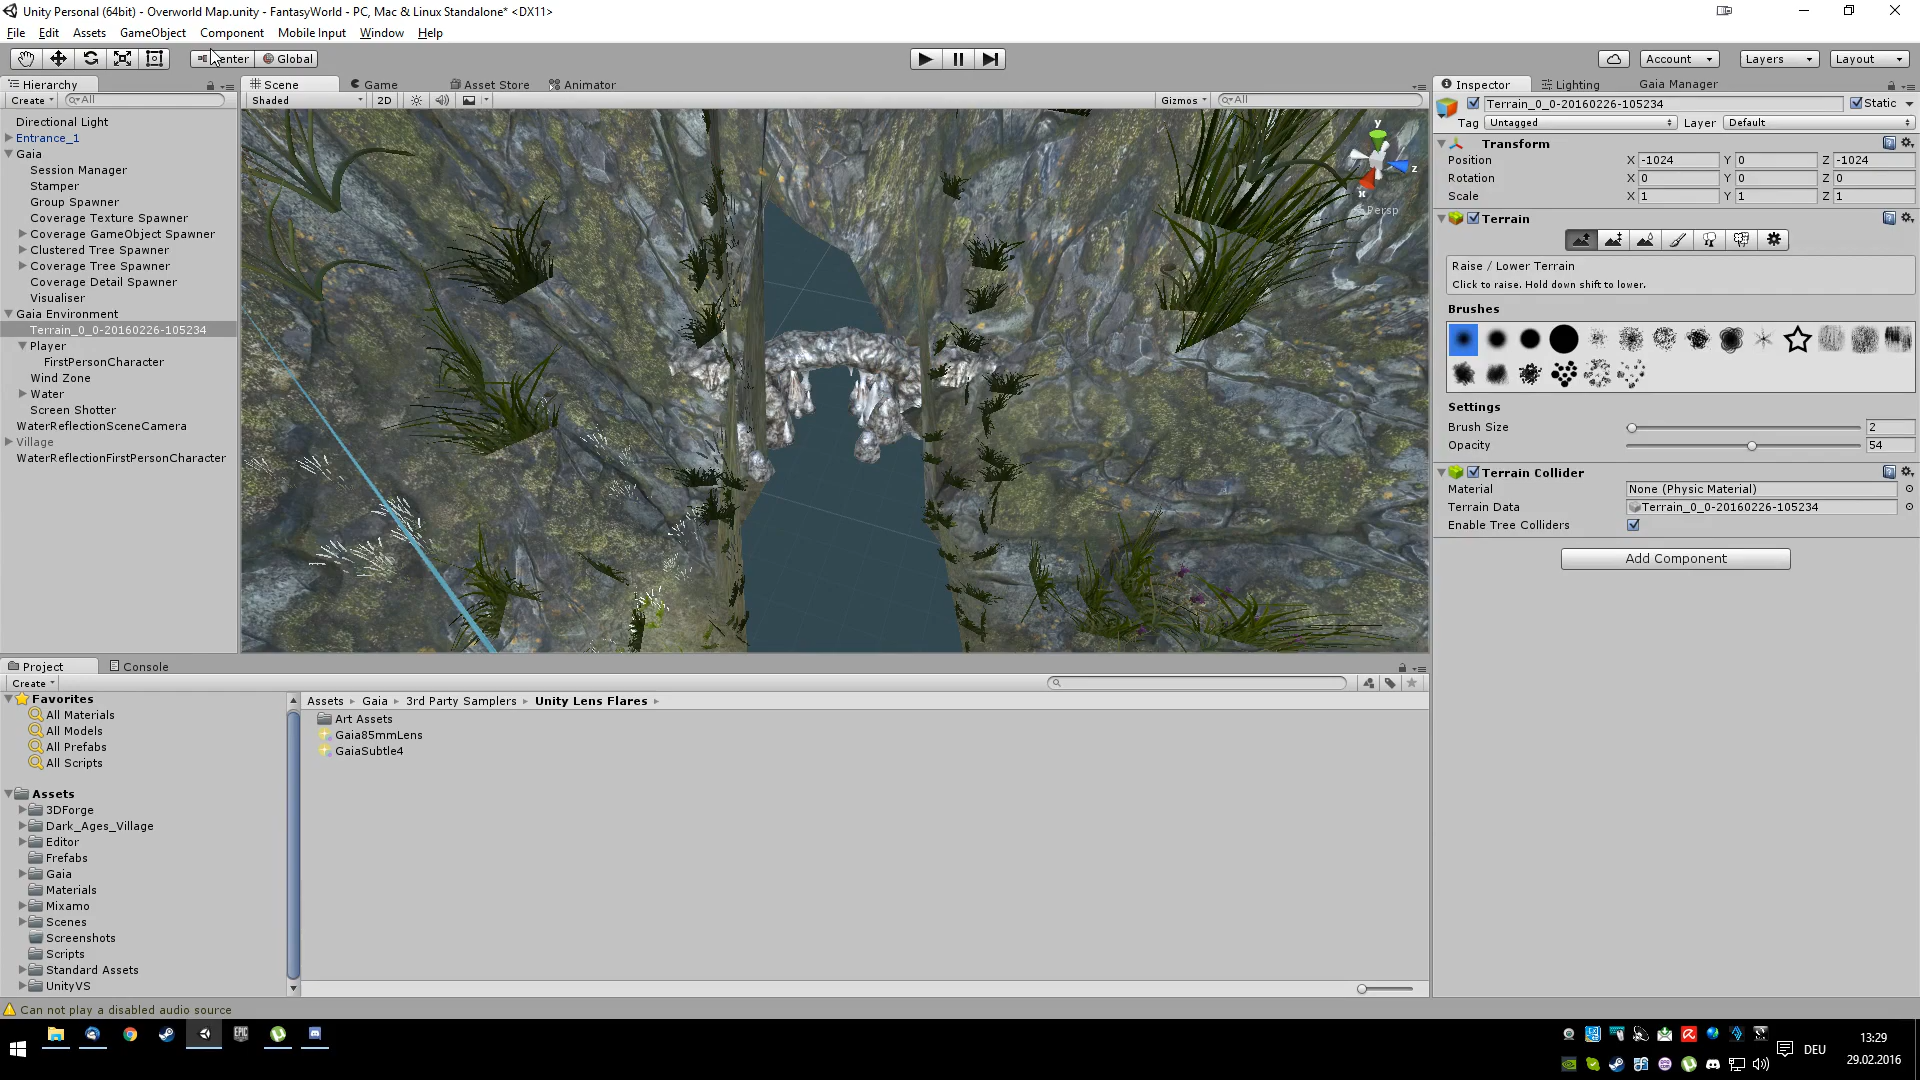 Unity Personal (64bit) - Overworld Map.unity - FantasyWorld - PC, Mac & Linux Standalone* <DX11>
File Edit Assets GameObject Component Mobile Input Window Help
Global Account Layers Layout
Hierarchy
Create All
Directional Light
Entrance_1
Gaia
Session Manager
Stamper
Group Spawner
Coverage Texture Spawner
Coverage GameObject Spawner
Clustered Tree Spawner
Coverage Tree Spawner
Coverage Detail Spawner
Visualiser
Gaia Environment
Terrain_0_0-20160226-105234
Player
FirstPersonCharacter
Wind Zone
Water
Screen Shotter
WaterReflectionSceneCamera
Village
WaterReflectionFirstPersonCharacter
Scene Game Asset Store Animator
Shaded 2D Gizmos All
y
z
x
Persp
Inspector Lighting Gaia Manager
Terrain_0_0-20160226-105234 Static
Tag Untagged Layer Default
Transform
Position X -1024 Y 0 Z -1024
Rotation X 0 Y 0 Z 0
Scale X 1 Y 1 Z 1
Terrain
Raise / Lower Terrain
Click to raise. Hold down shift to lower.
Brushes
Settings
Brush Size 2
Opacity 54
Terrain Collider
Material None (Physic Material)
Terrain Data Terrain_0_0-20160226-105234
Enable Tree Colliders
Add Component
Project Console
Create
Favorites
All Materials
All Models
All Prefabs
All Scripts
Assets
3DForge
Dark_Ages_Village
Editor
Frefabs
Gaia
Materials
Mixamo
Scenes
Screenshots
Scripts
Standard Assets
UnityVS
Assets Gaia 3rd Party Samplers Unity Lens Flares
Art Assets
Gaia85mmLens
GaiaSubtle4
Can not play a disabled audio source
EPIC
DEU
13:29
29.02.2016